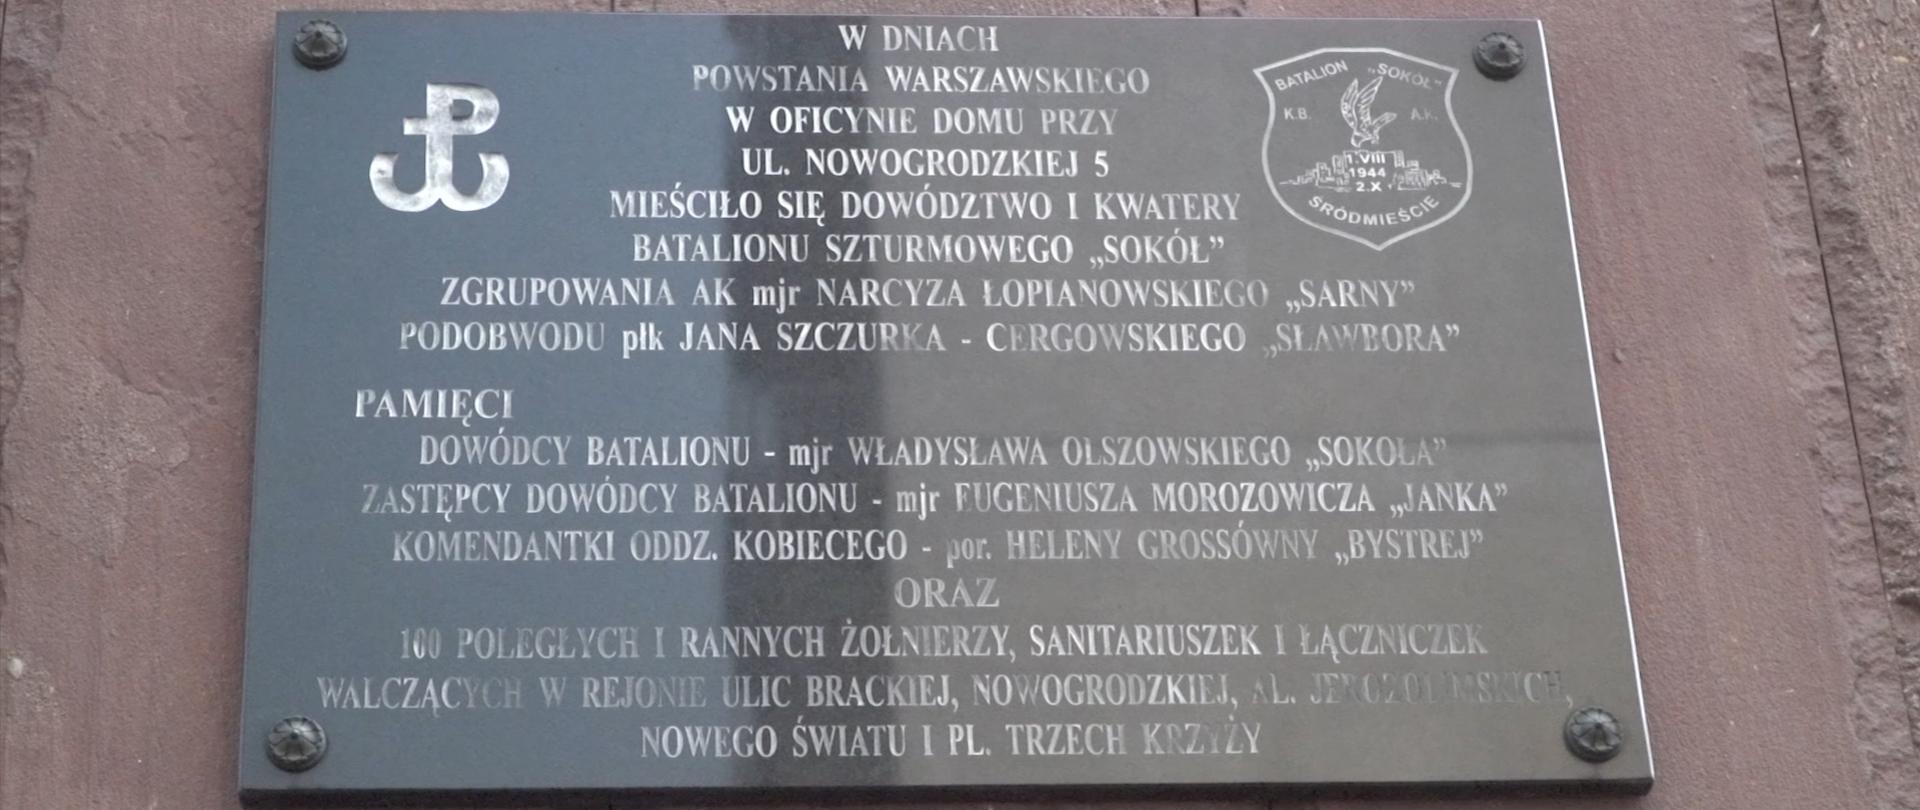 W DNIACH
POWSTANIA WARSZAWSKIEGO
W OFICYNIE DOMU PRZY
UL. NOWOGRODZKIEJ 5
MIEŚCIŁO SIĘ DOWÓDZTWO I KWATERY
BATALIONU SZTURMOWEGO „SOKÓŁ”
ZGRUPOWANIA AK mjr NARCYZA ŁOPIANOWSKIEGO „SARNY”
PODOBWODU płk JANA SZCZURKA - CERGOWSKIEGO „SŁAWBORA”
BATALION „SOKÓŁ”
K.B. A.K.
1.VIII
1944
2.X
ŚRÓDMIEŚCIE
PAMIĘCI
DOWÓDCY BATALIONU - mjr WŁADYSŁAWA OLSZOWSKIEGO „SOKOŁA”
ZASTĘPCY DOWÓDCY BATALIONU - mjr EUGENIUSZA MOROZOWICZA „JANKA”
KOMENDANTKI ODDZ. KOBIECEGO - por. HELENY GROSSÓWNY „BYSTREJ”
ORAZ
100 POLEGŁYCH I RANNYCH ŻOŁNIERZY, SANITARIUSZEK I ŁĄCZNICZEK
WALCZĄCYCH W REJONIE ULIC BRACKIEJ, NOWOGRODZKIEJ, AL. JEROZOLIMSKICH,
NOWEGO ŚWIATU I PL. TRZECH KRZYŻY